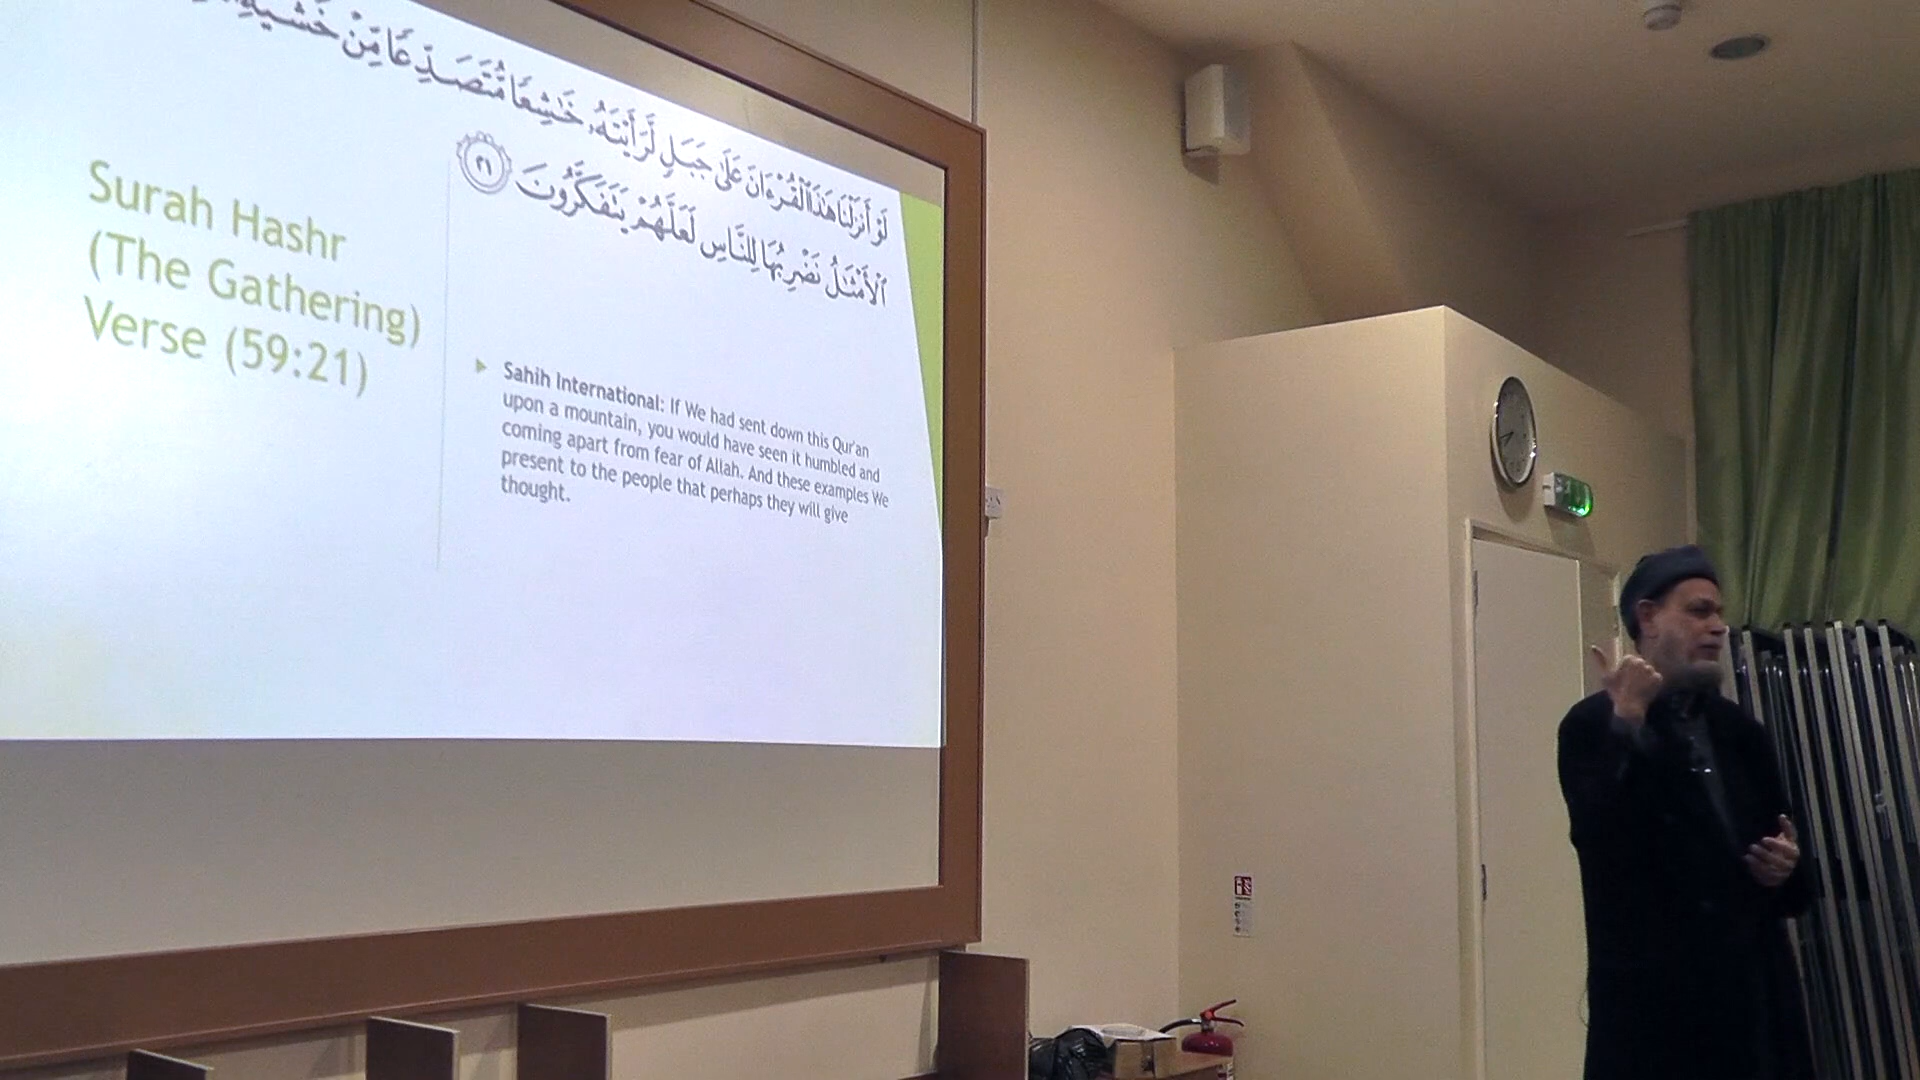 Surah Hashr
(The Gathering)
Verse (59:21)
لَوْ أَنزَلْنَا هَـٰذَا ٱلْقُرْءَانَ عَلَىٰ جَبَلٍ لَّرَأَيْتَهُۥ خَـٰشِعًا مُّتَصَدِّعًا مِّنْ خَشْيَةِ
ٱلْأَمْثَـٰلُ نَضْرِبُهَا لِلنَّاسِ لَعَلَّهُمْ يَتَفَكَّرُونَ ٢١
▶ Sahih International: If We had sent down this Qur'an
upon a mountain, you would have seen it humbled and
coming apart from fear of Allah. And these examples We
present to the people that perhaps they will give
thought.